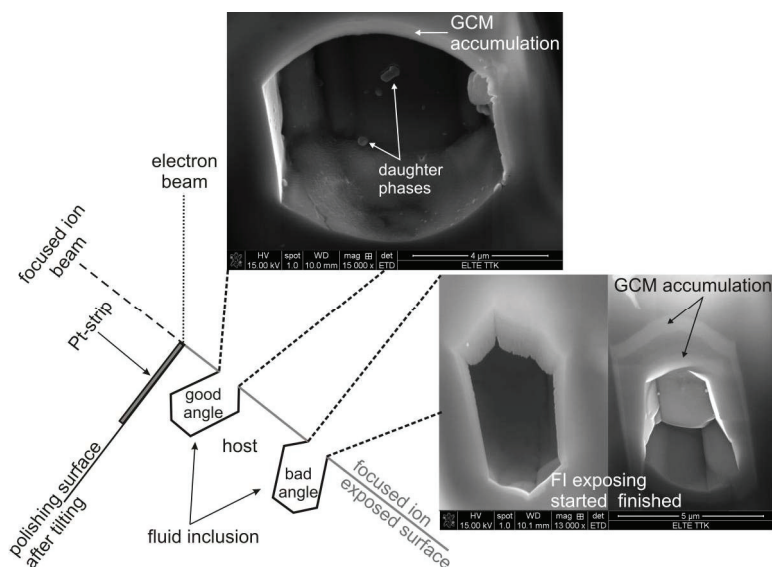 GCM
accumulation
daughter
phases
HV spot WD mag det
15.00 kV 1.0 10.0 mm 15 000 x ETD
4 µm
ELTE TTK
electron
beam
focused ion
beam
Pt-strip
polishing surface
after tilting
good
angle
host
bad
angle
fluid inclusion
focused ion
exposed surface
GCM accumulation
FI exposing
started finished
HV spot WD mag det
15.00 kV 1.0 10.1 mm 13 000 x ETD
5 µm
ELTE TTK